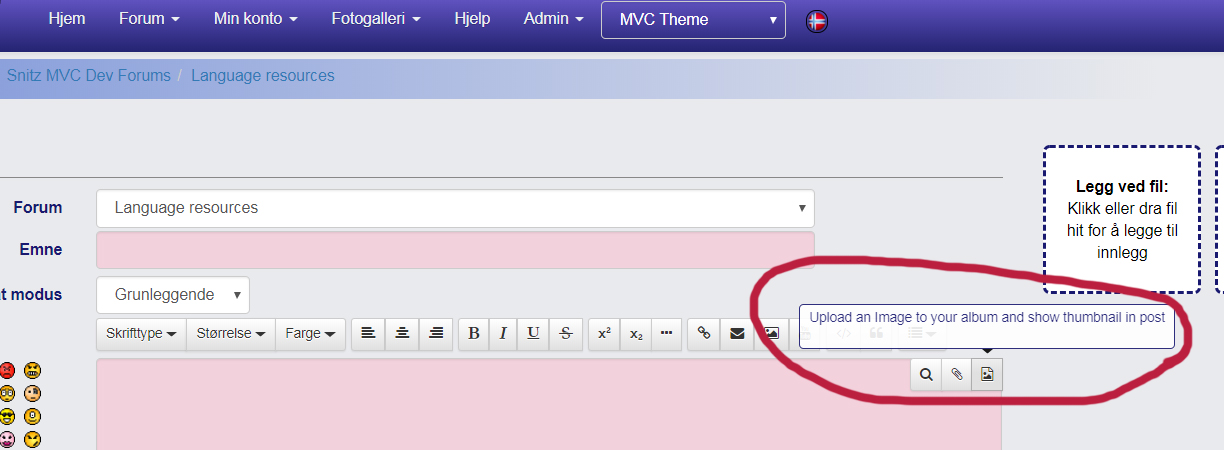 Hjem Forum Min konto Fotogalleri Hjelp Admin MVC Theme
Snitz MVC Dev Forums / Language resources
Legg ved fil:
Klikk eller dra fil
hit for å legge til
innlegg
Forum Language resources
Emne
t modus Grunleggende
Upload an Image to your album and show thumbnail in post
Skrifttype Størrelse Farge B I U S x² x₂